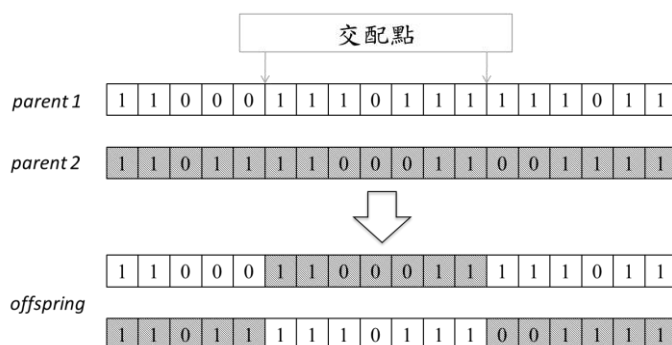 交配點
parent 1 1 1 0 0 0 1 1 1 0 1 1 1 1 1 1 0 1 1
parent 2 1 1 0 1 1 1 1 0 0 0 1 1 0 0 1 1 1 1
1 1 0 0 0 1 1 0 0 0 1 1 1 1 1 0 1 1
offspring
1 1 0 1 1 1 1 1 0 1 1 1 0 0 1 1 1 1